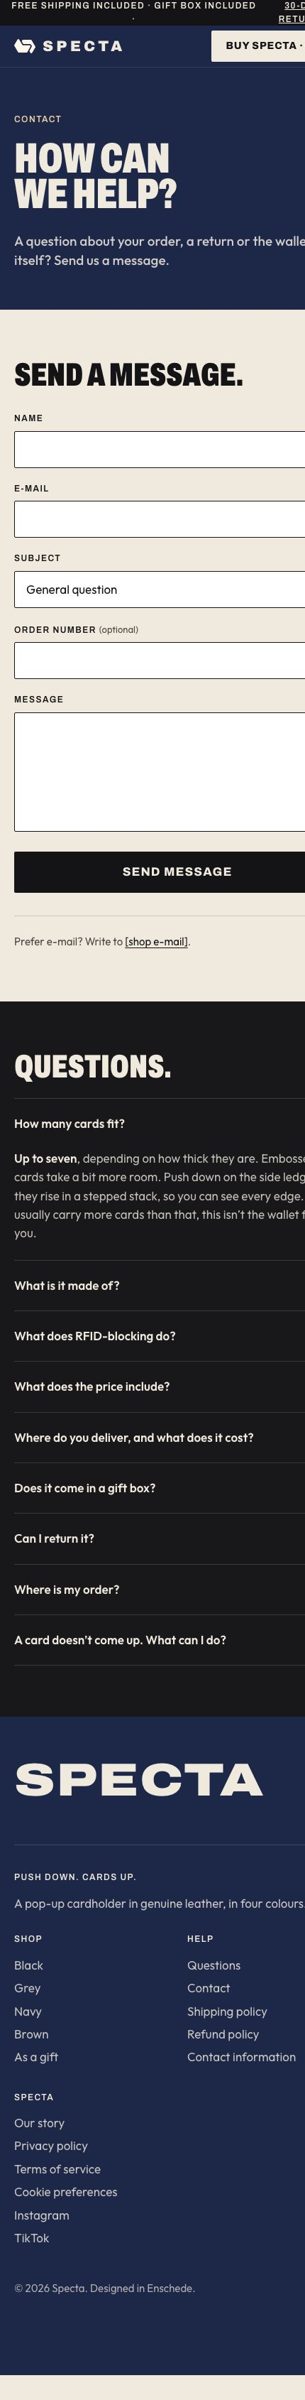 FREE SHIPPING INCLUDED · GIFT BOX INCLUDED
·
30-D
RETU
SPECTA
BUY SPECTA ·
CONTACT
HOW CAN
WE HELP?
A question about your order, a return or the walle
itself? Send us a message.
SEND A MESSAGE.
NAME
E-MAIL
SUBJECT
General question
ORDER NUMBER (optional)
MESSAGE
SEND MESSAGE
Prefer e-mail? Write to [shop e-mail].
QUESTIONS.
How many cards fit?
Up to seven, depending on how thick they are. Embosse
cards take a bit more room. Push down on the side ledg
they rise in a stepped stack, so you can see every edge.
usually carry more cards than that, this isn't the wallet f
you.
What is it made of?
What does RFID-blocking do?
What does the price include?
Where do you deliver, and what does it cost?
Does it come in a gift box?
Can I return it?
Where is my order?
A card doesn't come up. What can I do?
SPECTA
PUSH DOWN. CARDS UP.
A pop-up cardholder in genuine leather, in four colours
SHOP
Black
Grey
Navy
Brown
As a gift
HELP
Questions
Contact
Shipping policy
Refund policy
Contact information
SPECTA
Our story
Privacy policy
Terms of service
Cookie preferences
Instagram
TikTok
© 2026 Specta. Designed in Enschede.